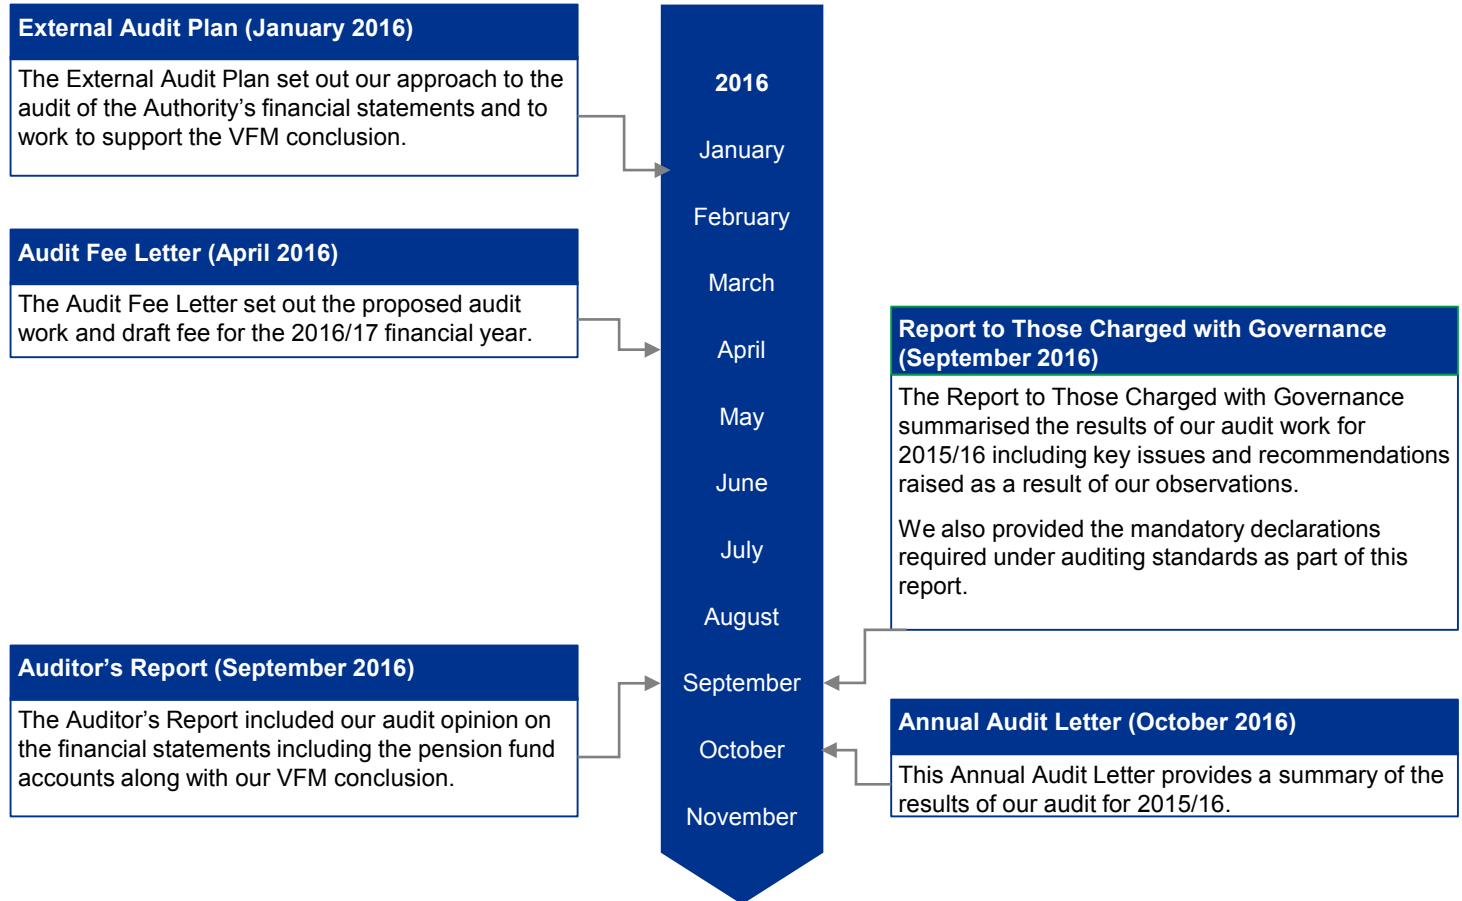 External Audit Plan (January 2016)
The External Audit Plan set out our approach to the
audit of the Authority’s financial statements and to
work to support the VFM conclusion.
Audit Fee Letter (April 2016)
The Audit Fee Letter set out the proposed audit
work and draft fee for the 2016/17 financial year.
Auditor’s Report (September 2016)
The Auditor’s Report included our audit opinion on
the financial statements including the pension fund
accounts along with our VFM conclusion.
2016
January
February
March
April
May
June
July
August
September
October
November
Report to Those Charged with Governance
(September 2016)
The Report to Those Charged with Governance
summarised the results of our audit work for
2015/16 including key issues and recommendations
raised as a result of our observations.
We also provided the mandatory declarations
required under auditing standards as part of this
report.
Annual Audit Letter (October 2016)
This Annual Audit Letter provides a summary of the
results of our audit for 2015/16.